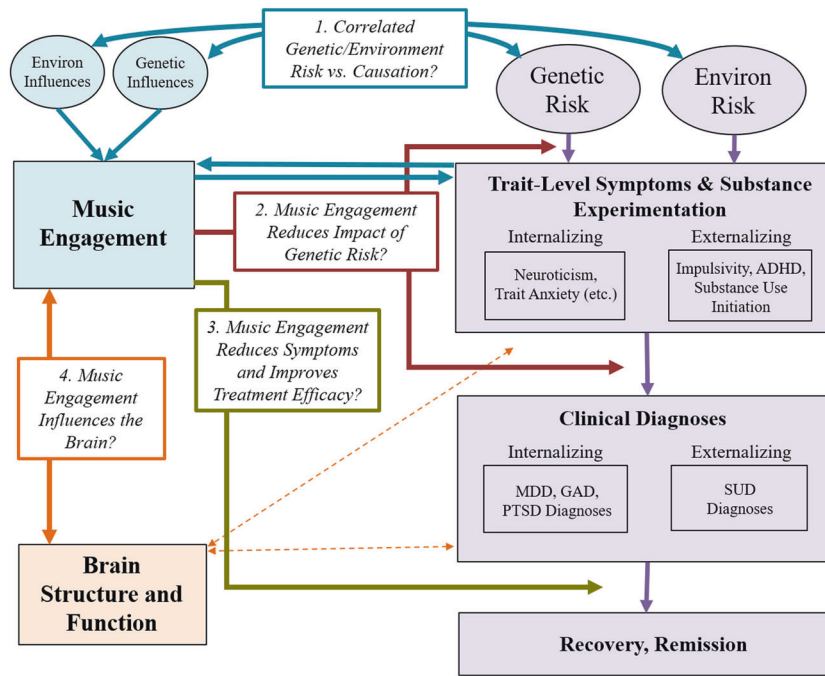 1. Correlated
Genetic/Environment
Risk vs. Causation?
Environ
Influences
Genetic
Influences
Genetic
Risk
Environ
Risk
Music
Engagement
2. Music Engagement
Reduces Impact of
Genetic Risk?
Trait-Level Symptoms & Substance
Experimentation
Internalizing
Neuroticism,
Trait Anxiety (etc.)
Externalizing
Impulsivity, ADHD,
Substance Use
Initiation
3. Music Engagement
Reduces Symptoms
and Improves
Treatment Efficacy?
4. Music
Engagement
Influences the
Brain?
Clinical Diagnoses
Internalizing
MDD, GAD,
PTSD Diagnoses
Externalizing
SUD
Diagnoses
Brain
Structure and
Function
Recovery, Remission